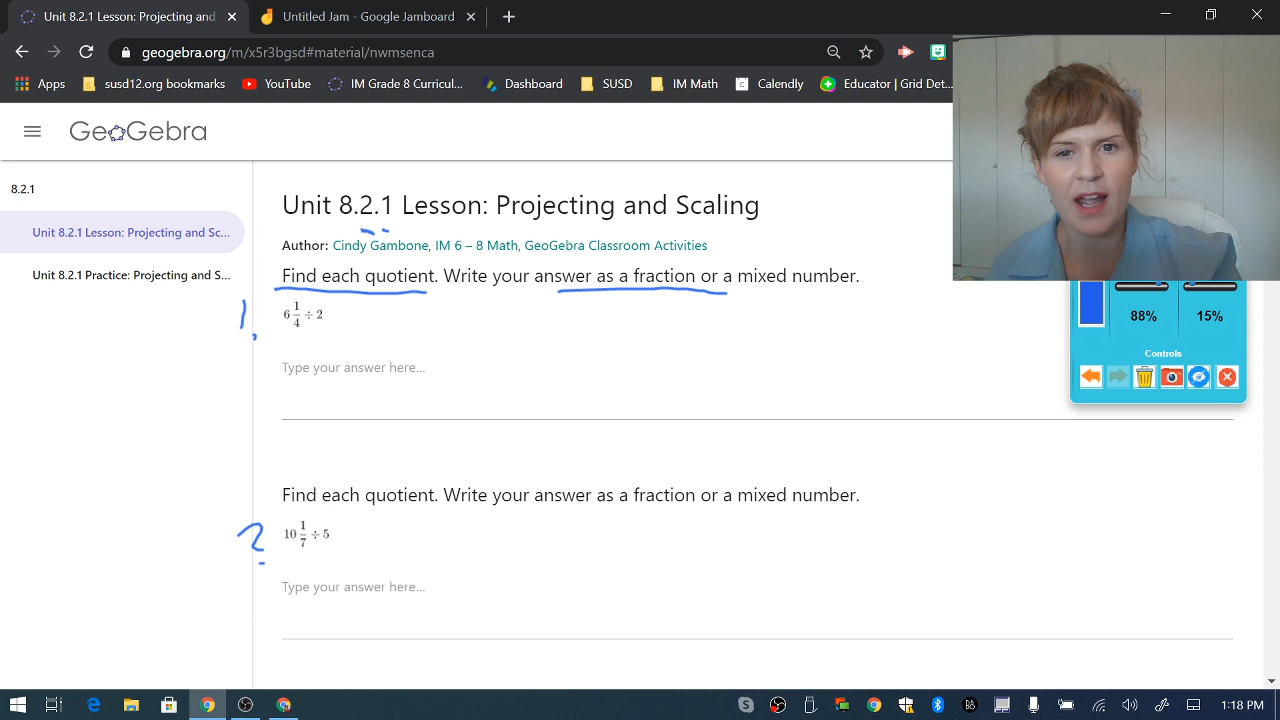 Unit 8.2.1 Lesson: Projecting and × Untitled Jam - Google Jamboard × +
geogebra.org/m/x5r3bgsd#material/nwmsenca
Apps susd12.org bookmarks YouTube IM Grade 8 Curricul... Dashboard SUSD IM Math Calendly Educator | Grid Det...
GeoGebra
8.2.1
Unit 8.2.1 Lesson: Projecting and Sc...
Unit 8.2.1 Practice: Projecting and S...
Unit 8.2.1 Lesson: Projecting and Scaling
Author: Cindy Gambone, IM 6 – 8 Math, GeoGebra Classroom Activities
Find each quotient. Write your answer as a fraction or a mixed number.
1. 6 1/4 ÷ 2
Type your answer here...
88% 15%
Controls
Find each quotient. Write your answer as a fraction or a mixed number.
2. 10 1/7 ÷ 5
Type your answer here...
1:18 PM